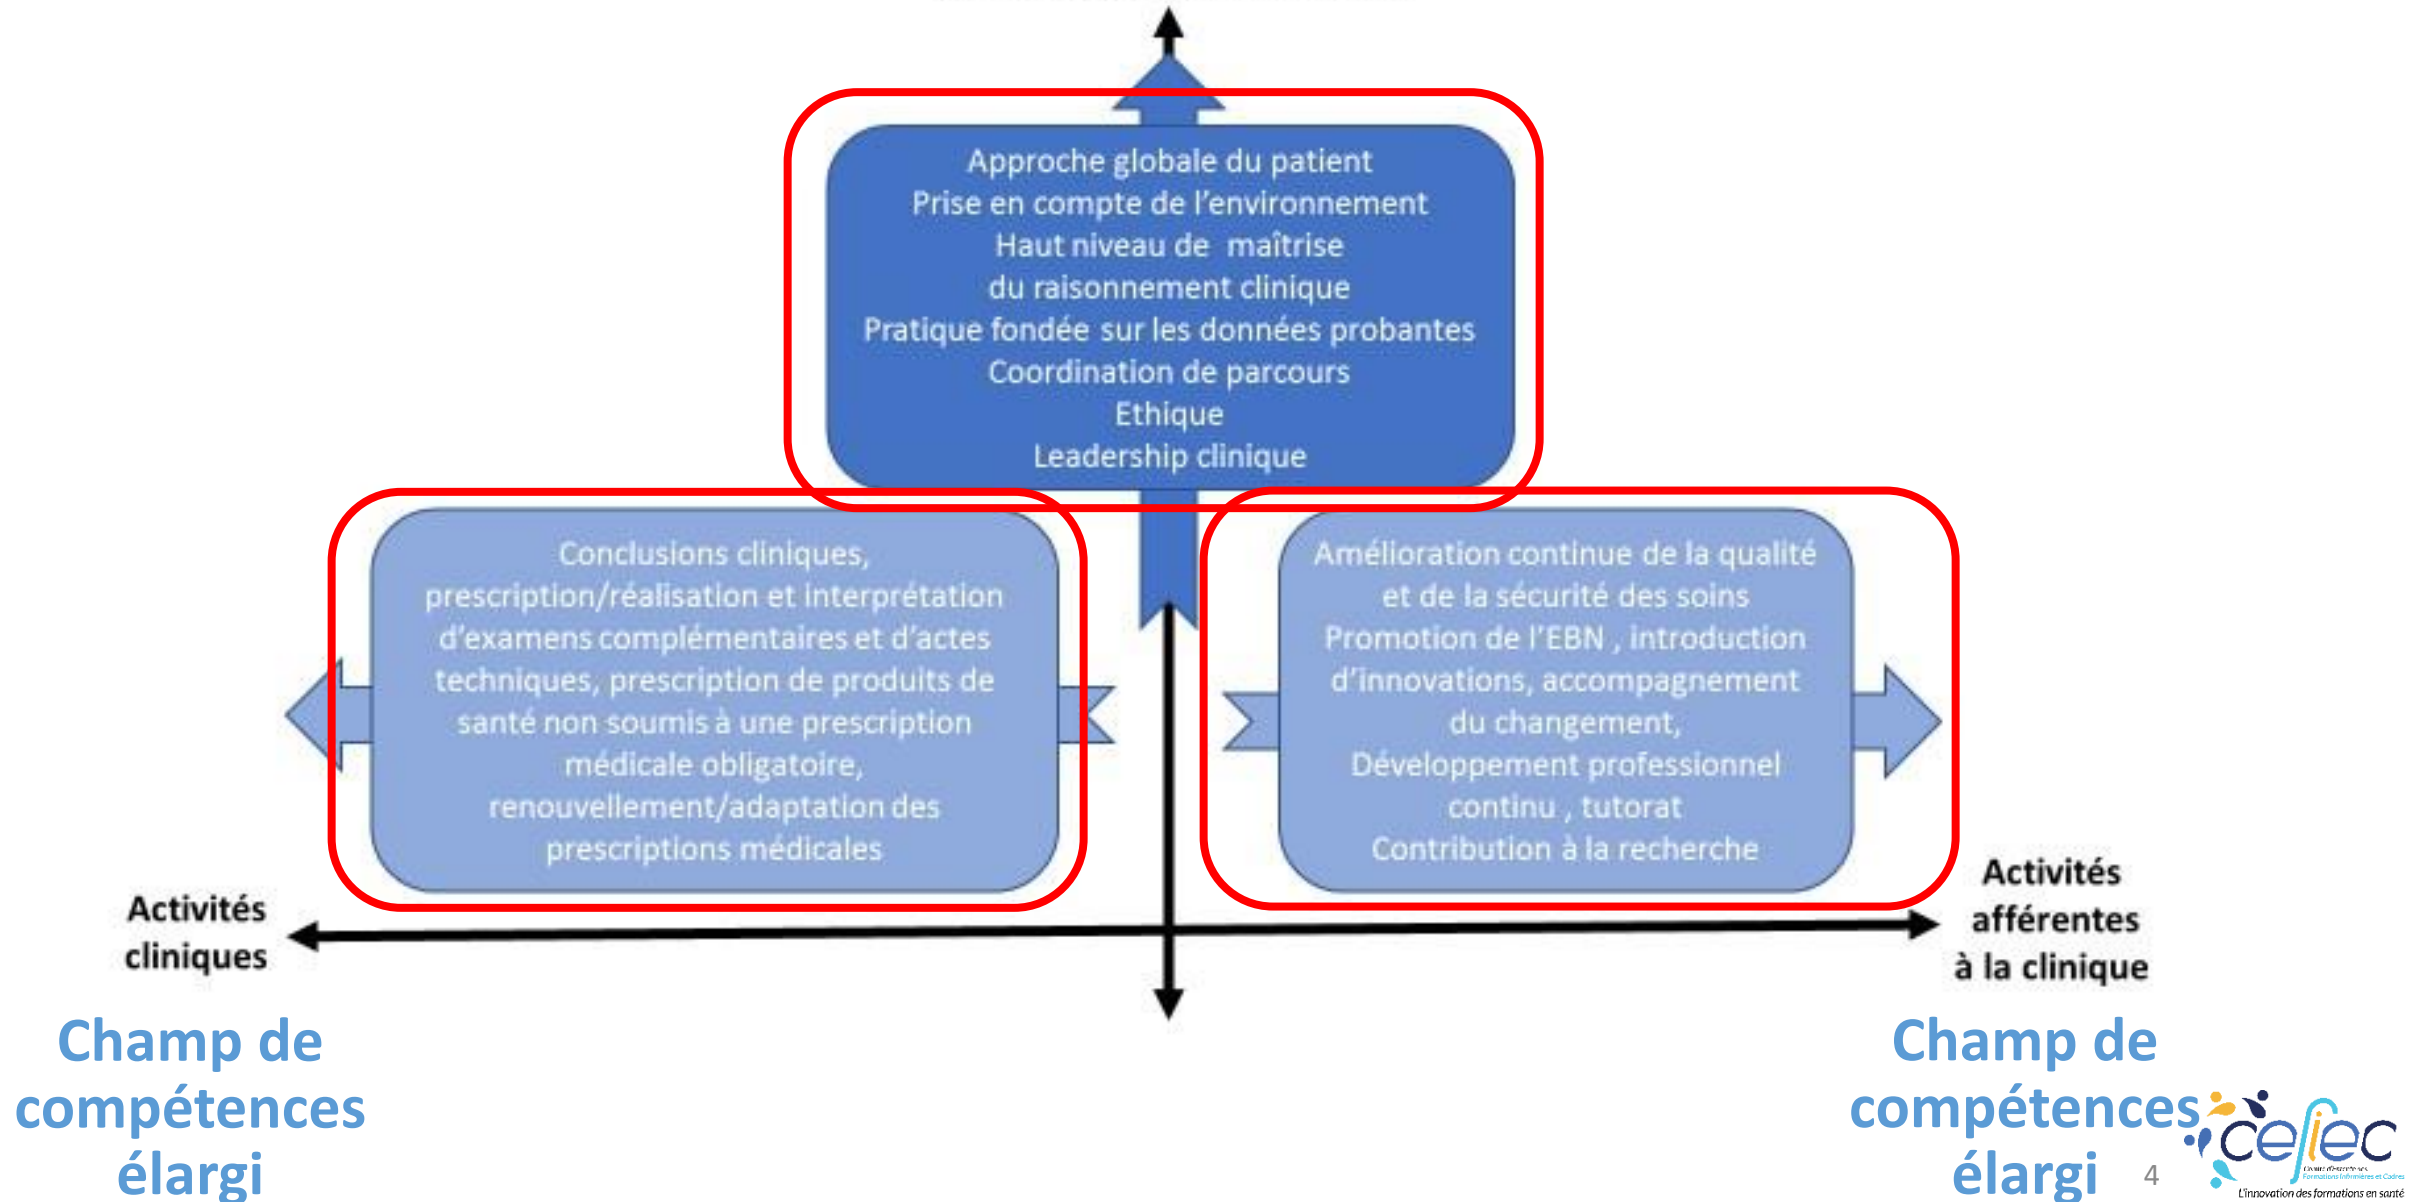 Approche globale du patient
Prise en compte de l'environnement
Haut niveau de maîtrise
du raisonnement clinique
Pratique fondée sur les données probantes
Coordination de parcours
Ethique
Leadership clinique
Conclusions cliniques,
prescription/réalisation et interprétation
d'examens complémentaires et d'actes
techniques, prescription de produits de
santé non soumis à une prescription
médicale obligatoire,
renouvellement/adaptation des
prescriptions médicales
Amélioration continue de la qualité
et de la sécurité des soins
Promotion de l'EBN , introduction
d'innovations, accompagnement
du changement,
Développement professionnel
continu , tutorat
Contribution à la recherche
Activités
cliniques
Activités
afférentes
à la clinique
Champ de
compétences
élargi
Champ de
compétences
élargi
4
cefiec
Formations Infirmières et Cadres
L'innovation des formations en santé